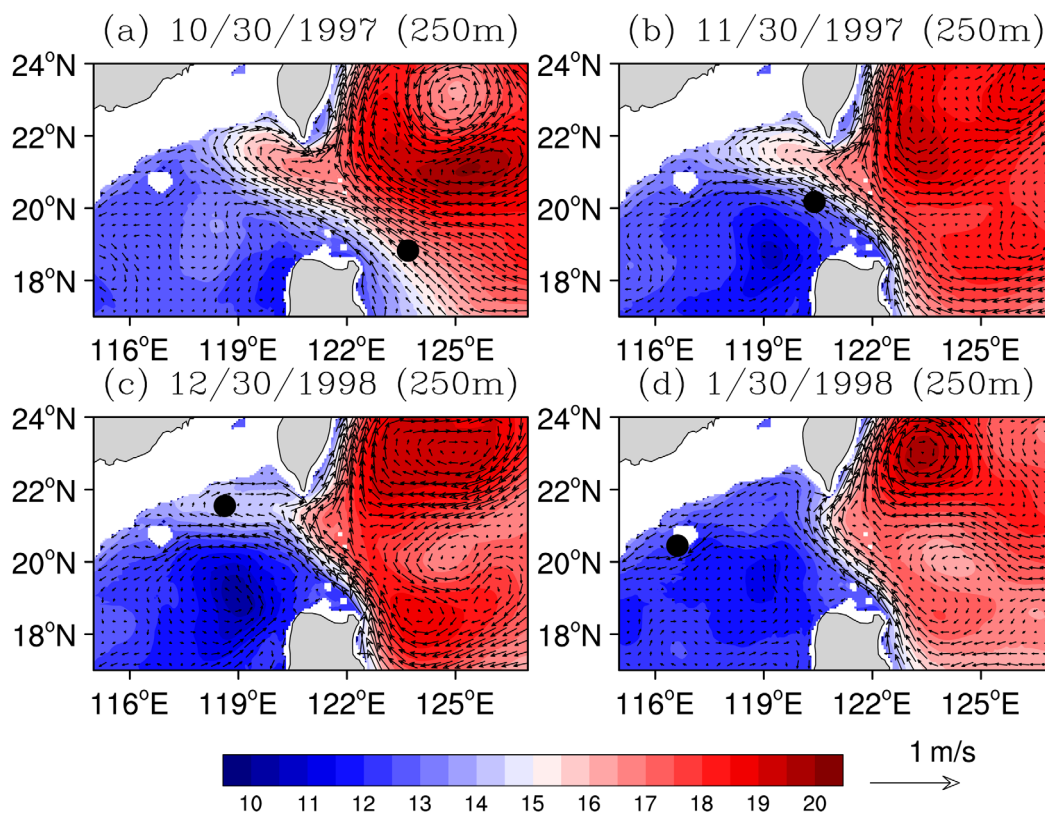 (a) 10/30/1997 (250m)
(b) 11/30/1997 (250m)
24°N
22°N
20°N
18°N
116°E 119°E 122°E 125°E
24°N
22°N
20°N
18°N
116°E 119°E 122°E 125°E
(c) 12/30/1998 (250m)
(d) 1/30/1998 (250m)
24°N
22°N
20°N
18°N
116°E 119°E 122°E 125°E
24°N
22°N
20°N
18°N
116°E 119°E 122°E 125°E
1 m/s
10 11 12 13 14 15 16 17 18 19 20